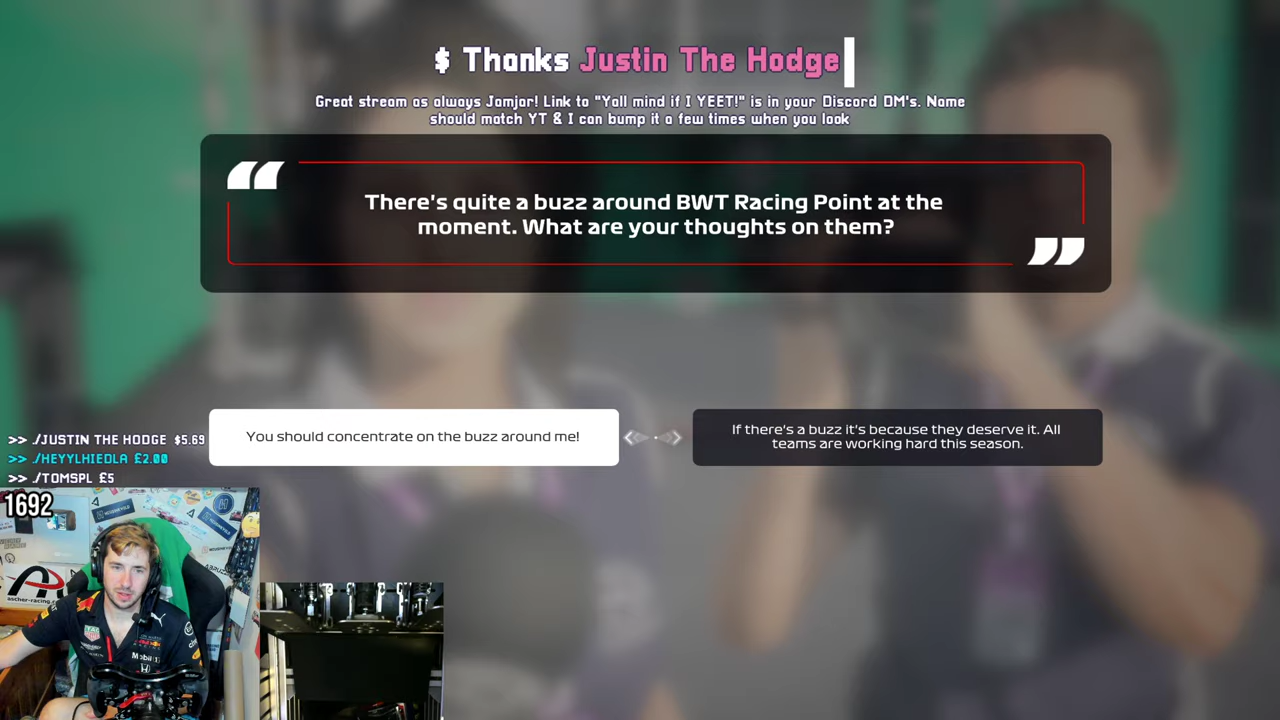 $ Thanks Justin The Hodge
Great stream as always Jamjar! Link to "Yall mind if I YEET!" is in your Discord DM's. Name
should match YT & I can bump it a few times when you look
There's quite a buzz around BWT Racing Point at the
moment. What are your thoughts on them?
You should concentrate on the buzz around me!
If there's a buzz it's because they deserve it. All
teams are working hard this season.
>> ./JUSTIN THE HODGE $5.69
>> ./HEYYLHIEDLA £2.00
>> ./TOMSPL £5
1692
ascher-racing.c
Mobil 1